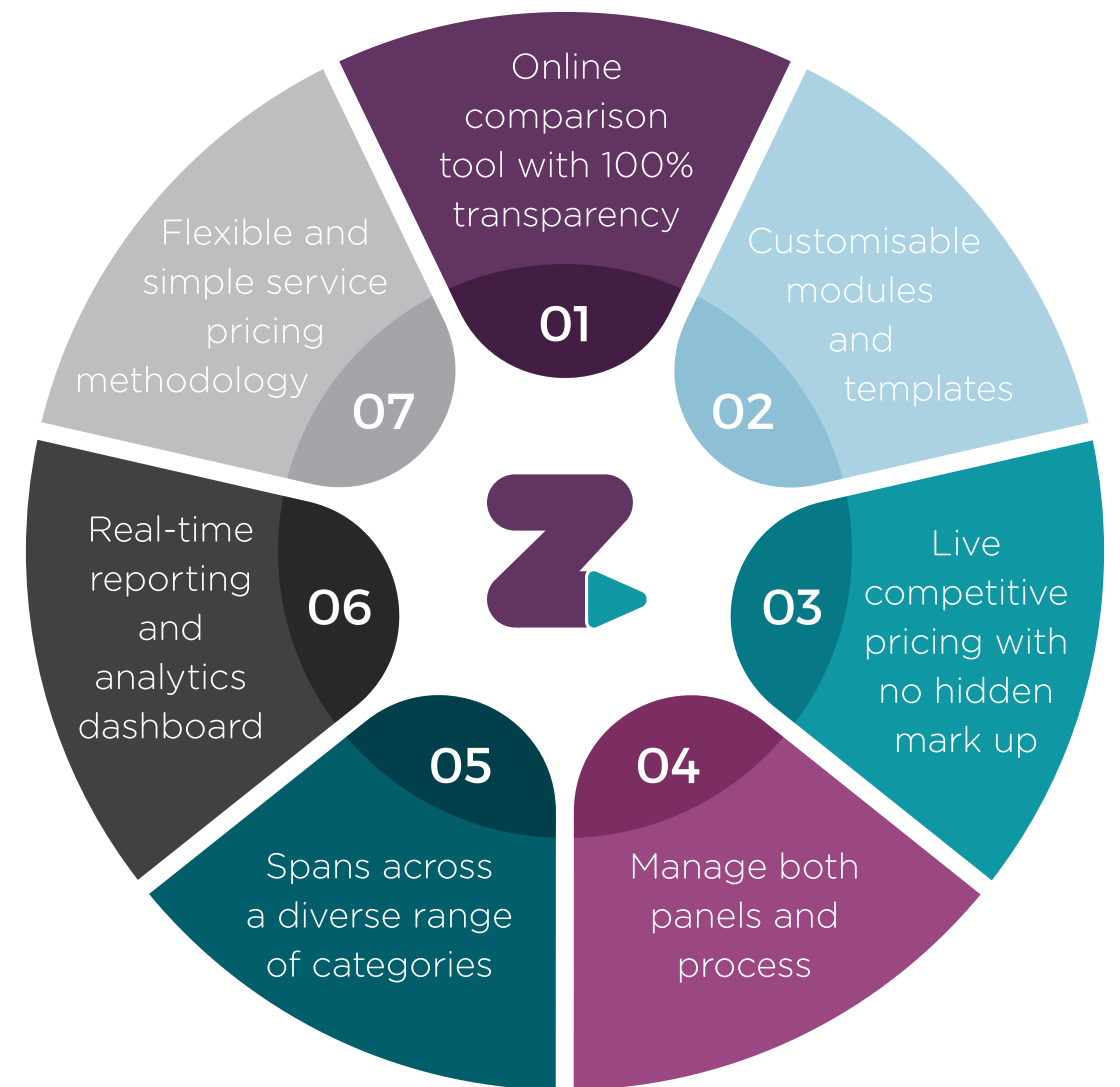 Online
comparison
tool with 100%
transparency
01
Customisable
modules
and
templates
02
Live
competitive
pricing with
no hidden
mark up
03
04
Manage both
panels and
process
05
Spans across
a diverse range
of categories
Real-time
reporting
and
analytics
dashboard
06
Flexible and
simple service
pricing
methodology
07
Z